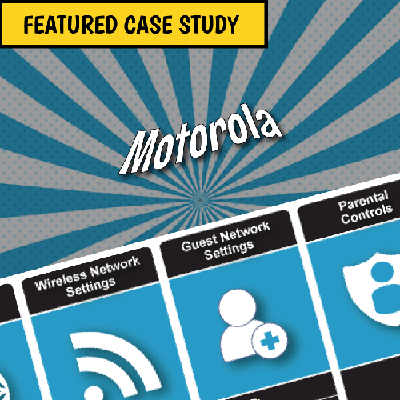 FEATURED CASE STUDY
Motorola
Wireless Network
Settings
Guest Network
Settings
Parental
Controls